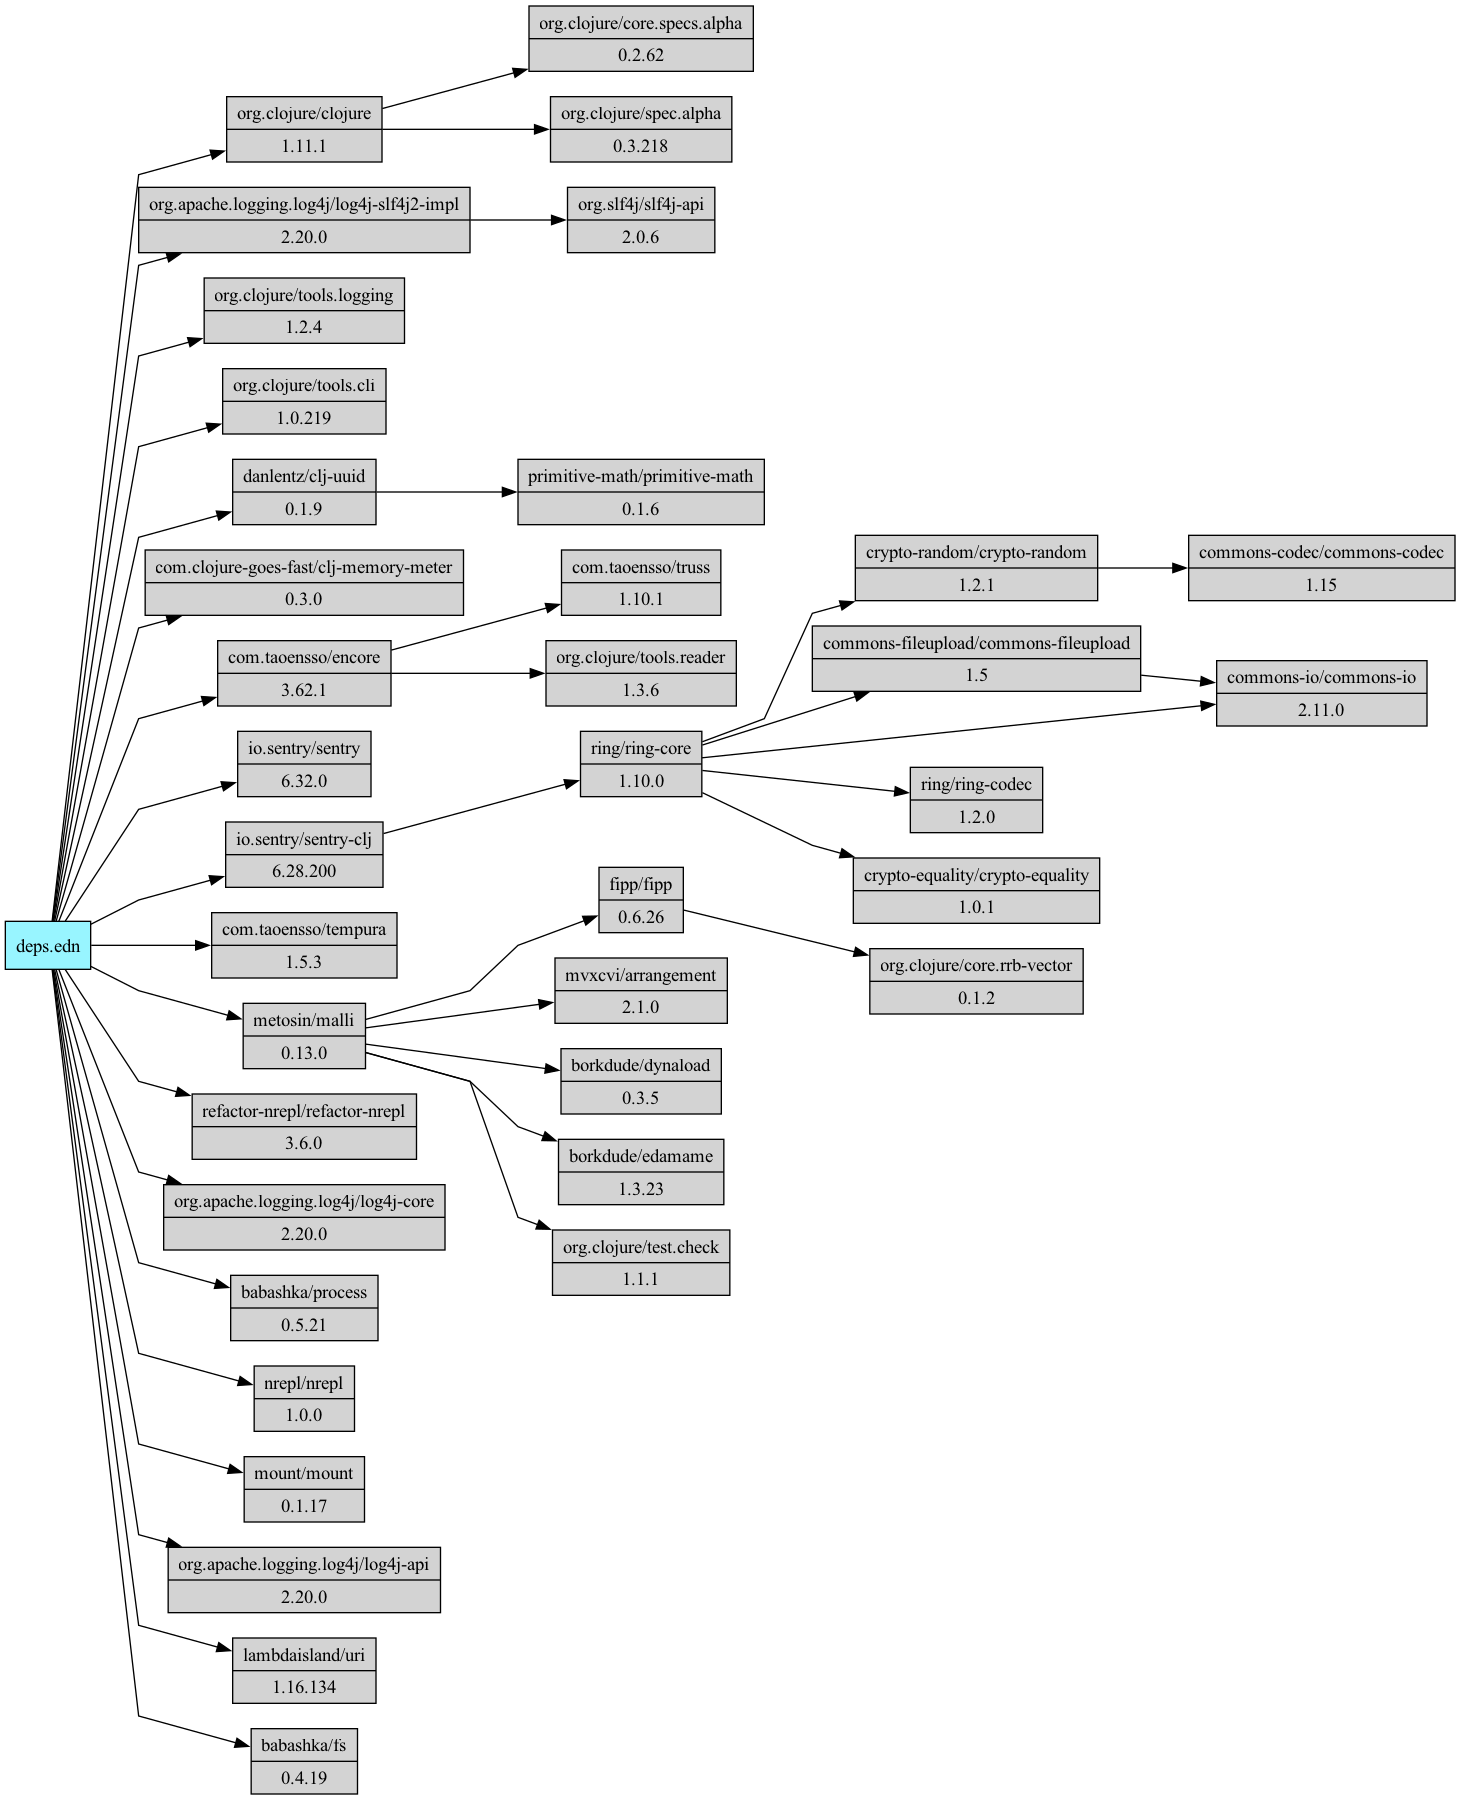 org.clojure/core.specs.alpha
0.2.62
org.clojure/clojure
1.11.1
org.clojure/spec.alpha
0.3.218
org.apache.logging.log4j/log4j-slf4j2-impl
2.20.0
org.slf4j/slf4j-api
2.0.6
org.clojure/tools.logging
1.2.4
org.clojure/tools.cli
1.0.219
danlentz/clj-uuid
0.1.9
primitive-math/primitive-math
0.1.6
com.clojure-goes-fast/clj-memory-meter
0.3.0
com.taoensso/truss
1.10.1
crypto-random/crypto-random
1.2.1
commons-codec/commons-codec
1.15
com.taoensso/encore
3.62.1
org.clojure/tools.reader
1.3.6
commons-fileupload/commons-fileupload
1.5
commons-io/commons-io
2.11.0
io.sentry/sentry
6.32.0
ring/ring-core
1.10.0
ring/ring-codec
1.2.0
io.sentry/sentry-clj
6.28.200
crypto-equality/crypto-equality
1.0.1
fipp/fipp
0.6.26
deps.edn
com.taoensso/tempura
1.5.3
org.clojure/core.rrb-vector
0.1.2
mvxcvi/arrangement
2.1.0
metosin/malli
0.13.0
borkdude/dynaload
0.3.5
refactor-nrepl/refactor-nrepl
3.6.0
borkdude/edamame
1.3.23
org.apache.logging.log4j/log4j-core
2.20.0
org.clojure/test.check
1.1.1
babashka/process
0.5.21
nrepl/nrepl
1.0.0
mount/mount
0.1.17
org.apache.logging.log4j/log4j-api
2.20.0
lambdaisland/uri
1.16.134
babashka/fs
0.4.19